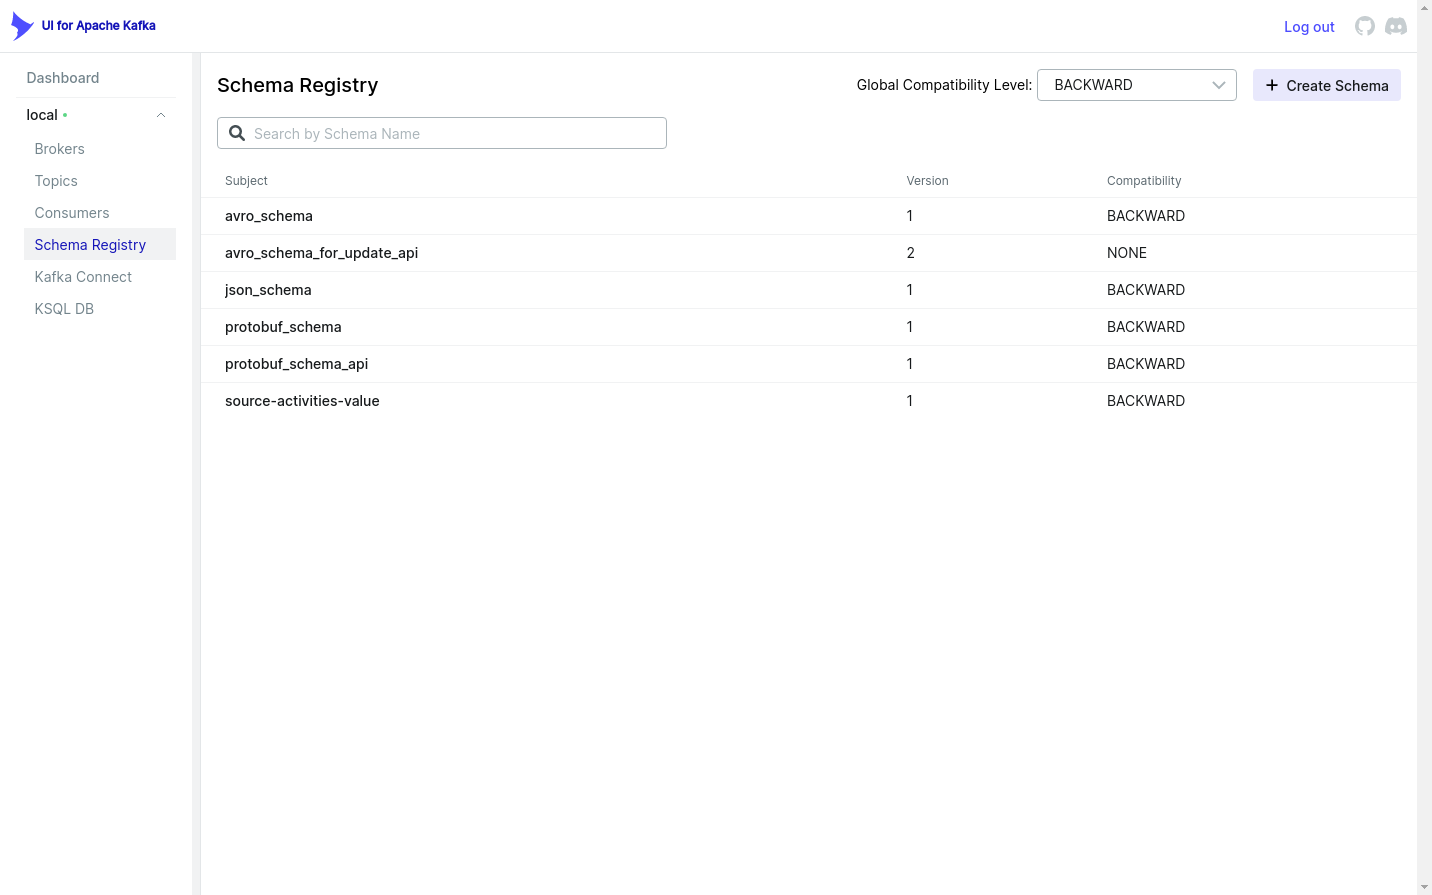 UI for Apache Kafka
Log out
Dashboard
local
Brokers
Topics
Consumers
Schema Registry
Kafka Connect
KSQL DB
Schema Registry
Global Compatibility Level: BACKWARD
Create Schema
Search by Schema Name
Subject Version Compatibility
avro_schema 1 BACKWARD
avro_schema_for_update_api 2 NONE
json_schema 1 BACKWARD
protobuf_schema 1 BACKWARD
protobuf_schema_api 1 BACKWARD
source-activities-value 1 BACKWARD